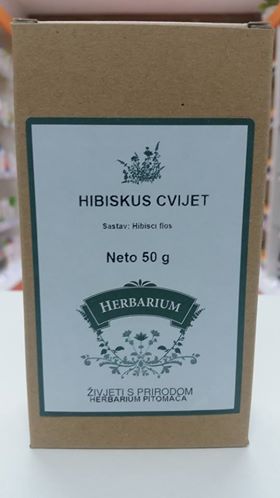 HIBISKUS CVIJET
Sastav: Hibisci flos
Neto 50 g
HERBARIUM
ŽIVJETI S PRIRODOM
HERBARIUM PITOMAČA